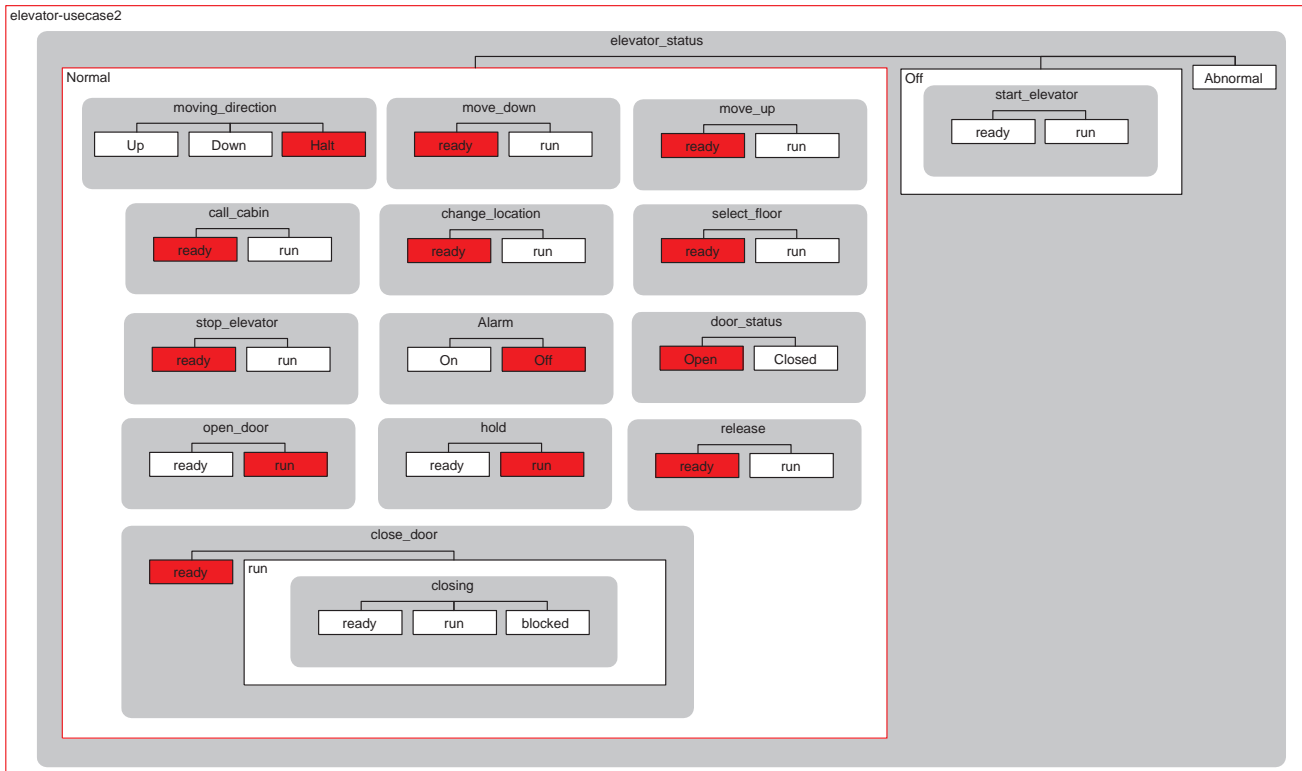 elevator-usecase2
elevator_status
Normal
Off
Abnormal
moving_direction
Up Down Halt
move_down
ready run
move_up
ready run
start_elevator
ready run
call_cabin
ready run
change_location
ready run
select_floor
ready run
stop_elevator
ready run
Alarm
On Off
door_status
Open Closed
open_door
ready run
hold
ready run
release
ready run
close_door
ready
run
closing
ready run blocked